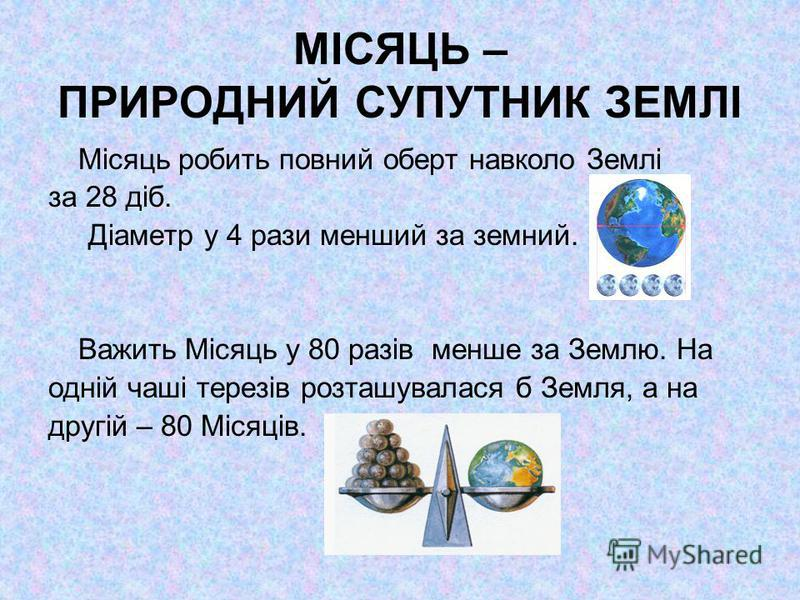 МІСЯЦЬ –
ПРИРОДНИЙ СУПУТНИК ЗЕМЛІ
Місяць робить повний оберт навколо Землі
за 28 діб.
Діаметр у 4 рази менший за земний.
Важить Місяць у 80 разів менше за Землю. На
одній чаші терезів розташувалася б Земля, а на
другій – 80 Місяців.
MyShared